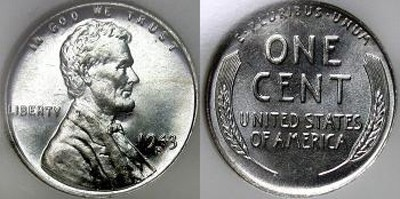 IN GOD WE TRUST
LIBERTY
1943
E·PLURIBUS·UNUM
ONE
CENT
UNITED STATES
OF AMERICA